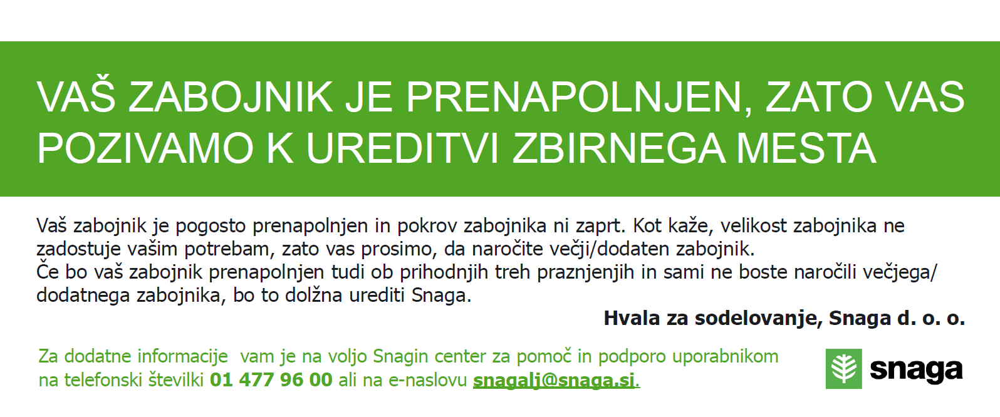 VAŠ ZABOJNIK JE PRENAPOLNJEN, ZATO VAS
POZIVAMO K UREDITVI ZBIRNEGA MESTA
Vaš zabojnik je pogosto prenapolnjen in pokrov zabojnika ni zaprt. Kot kaže, velikost zabojnika ne
zadostuje vašim potrebam, zato vas prosimo, da naročite večji/dodaten zabojnik.
Če bo vaš zabojnik prenapolnjen tudi ob prihodnjih treh praznjenjih in sami ne boste naročili večjega/
dodatnega zabojnika, bo to dolžna urediti Snaga.
Hvala za sodelovanje, Snaga d. o. o.
Za dodatne informacije  vam je na voljo Snagin center za pomoč in podporo uporabnikom
na telefonski številki 01 477 96 00 ali na e-naslovu snagalj@snaga.si.
snaga